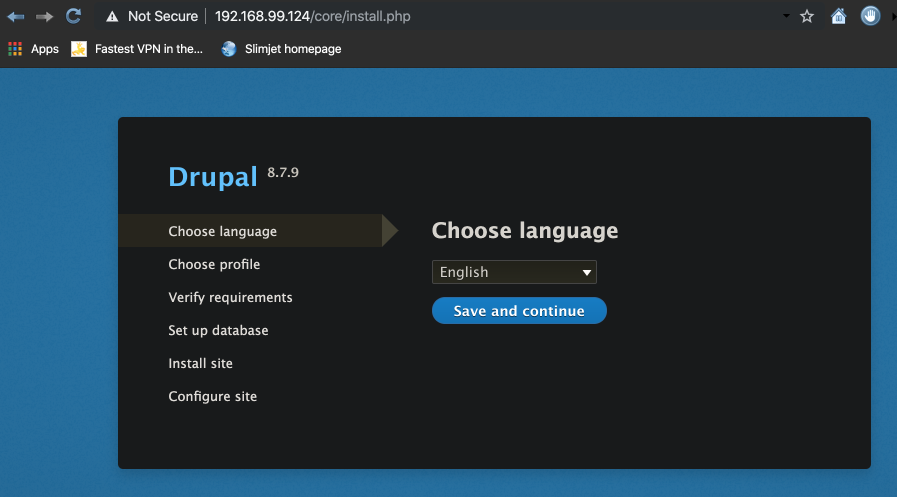 Not Secure 192.168.99.124/core/install.php
Apps Fastest VPN in the... Slimjet homepage
Drupal 8.7.9
Choose language
Choose profile
Verify requirements
Set up database
Install site
Configure site
Choose language
English
Save and continue